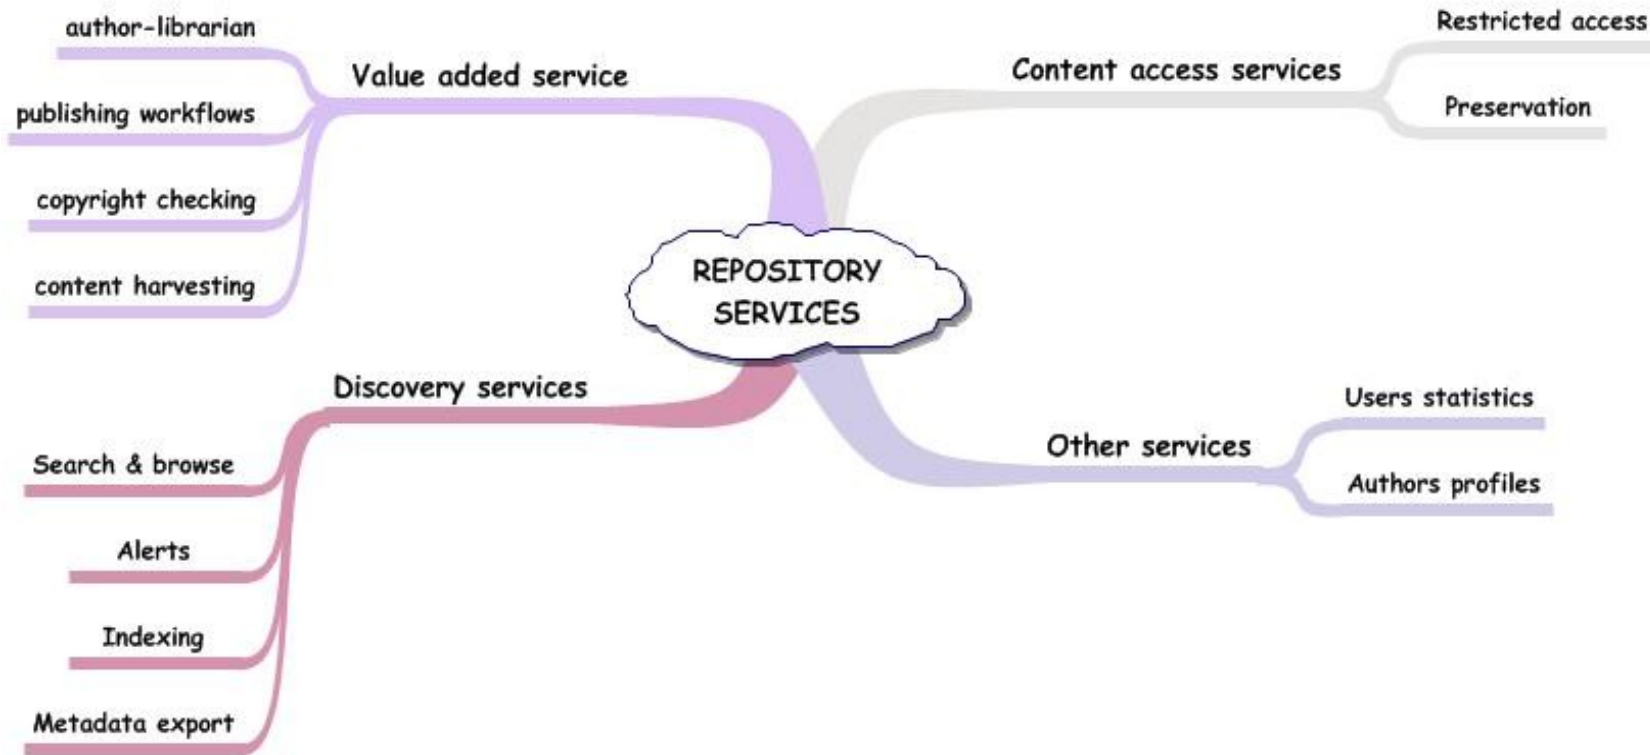 author-librarian
Value added service
publishing workflows
copyright checking
content harvesting
Restricted access
Content access services
Preservation
REPOSITORY
SERVICES
Discovery services
Search & browse
Alerts
Indexing
Metadata export
Users statistics
Other services
Authors profiles